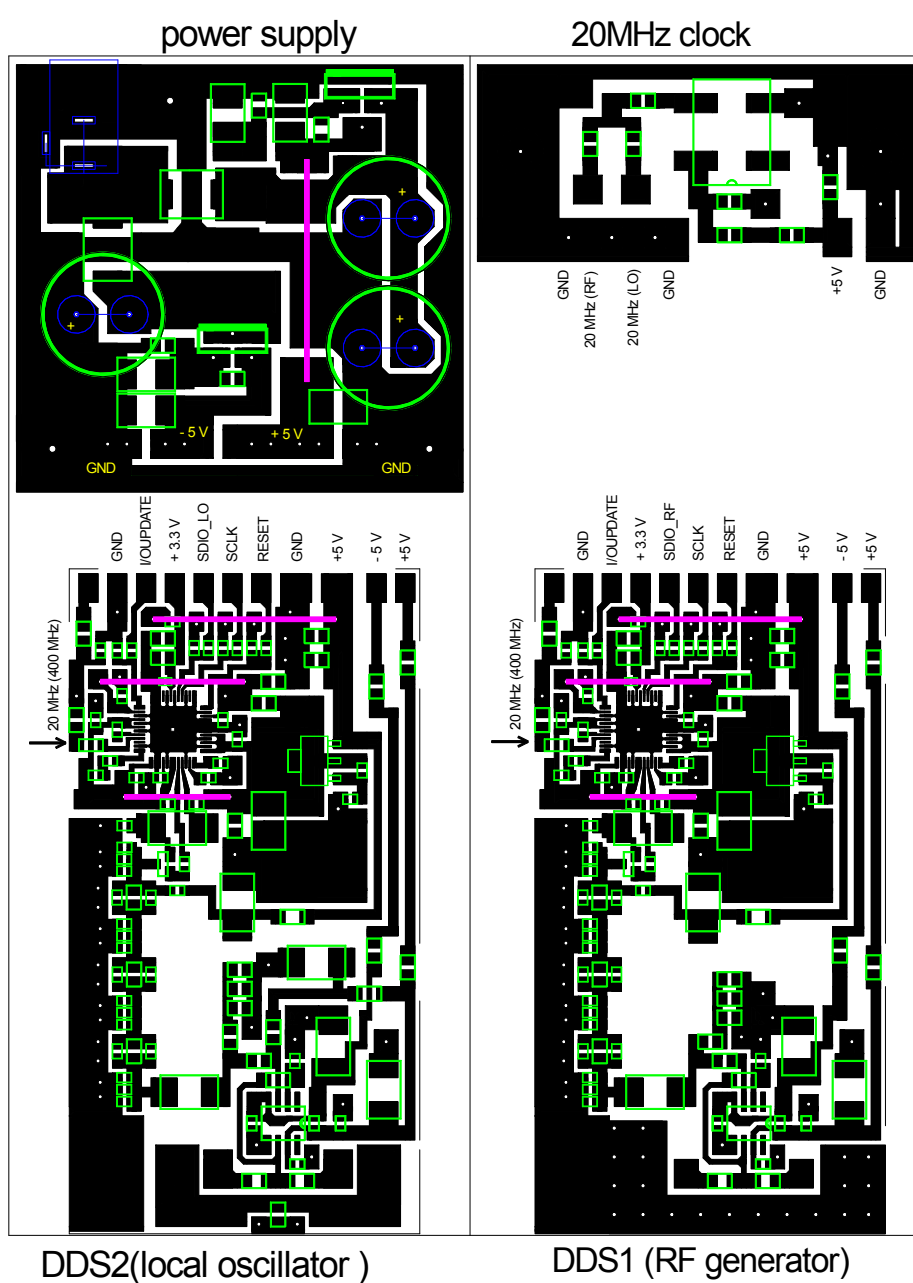 power supply
20MHz clock
+
+
+
- 5 V
+ 5 V
GND
GND
GND
20 MHz (RF)
20 MHz (LO)
GND
+5 V
GND
GND
I/OUPDATE
+ 3.3 V
SDIO_LO
SCLK
RESET
GND
+5 V
- 5 V
+5 V
20 MHz (400 MHz)
GND
I/OUPDATE
+ 3.3 V
SDIO_RF
SCLK
RESET
GND
+5 V
- 5 V
+5 V
20 MHz (400 MHz)
DDS2(local oscillator )
DDS1 (RF generator)